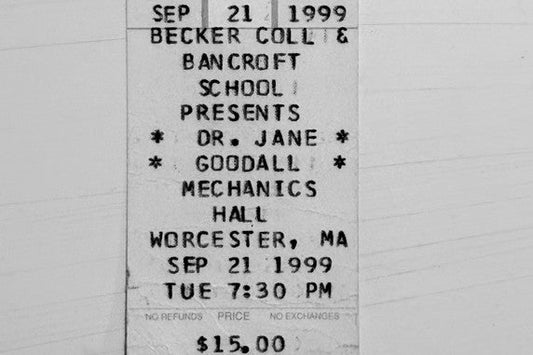 SEP 21 1999
BECKER COLL &
BANCROFT
SCHOOL
PRESENTS
* DR. JANE *
* GOODALL *
MECHANICS
HALL
WORCESTER, MA
SEP 21 1999
TUE 7:30 PM
NO REFUNDS PRICE NO EXCHANGES
$15.00